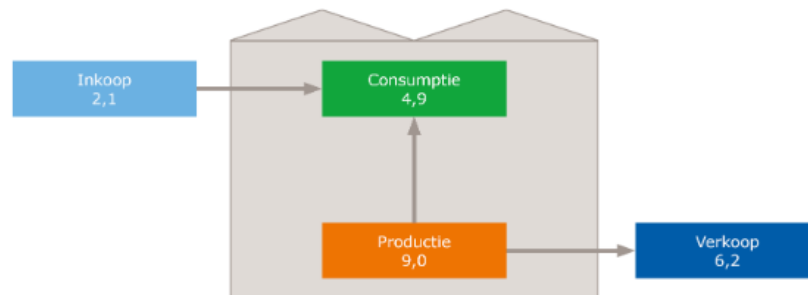 Inkoop
2,1
Consumptie
4,9
Productie
9,0
Verkoop
6,2